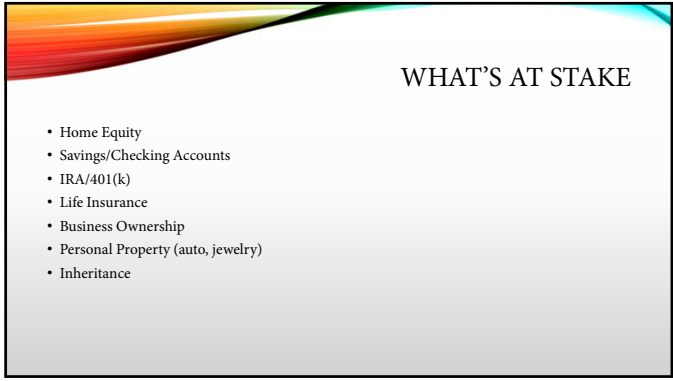 WHAT’S AT STAKE
• Home Equity
• Savings/Checking Accounts
• IRA/401(k)
• Life Insurance
• Business Ownership
• Personal Property (auto, jewelry)
• Inheritance